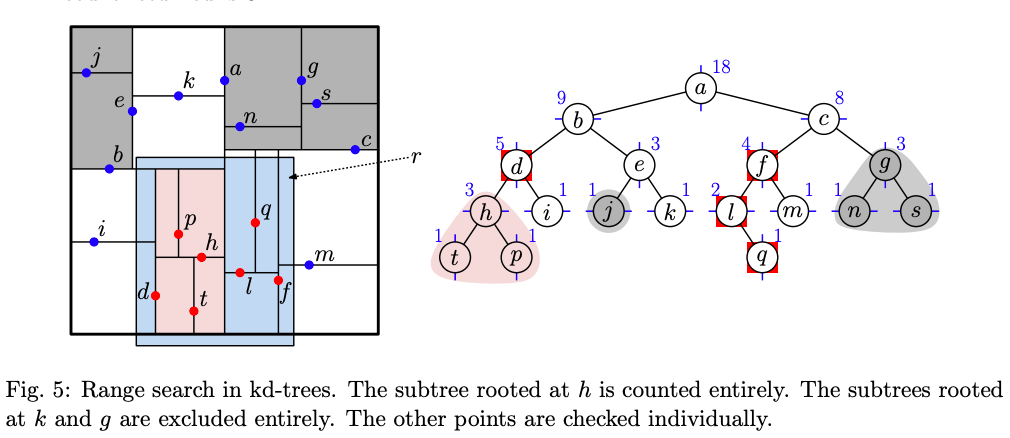 j
k
a
g
s
e
n
c
b
r
p
q
i
h
m
d
t
l
f
18
a
9
b
8
c
5
d
3
e
4
f
3
g
3
h
1
i
1
j
1
k
2
l
1
m
1
n
1
s
1
t
1
p
1
q
Fig. 5: Range search in kd-trees. The subtree rooted at h is counted entirely. The subtrees rooted
at k and g are excluded entirely. The other points are checked individually.